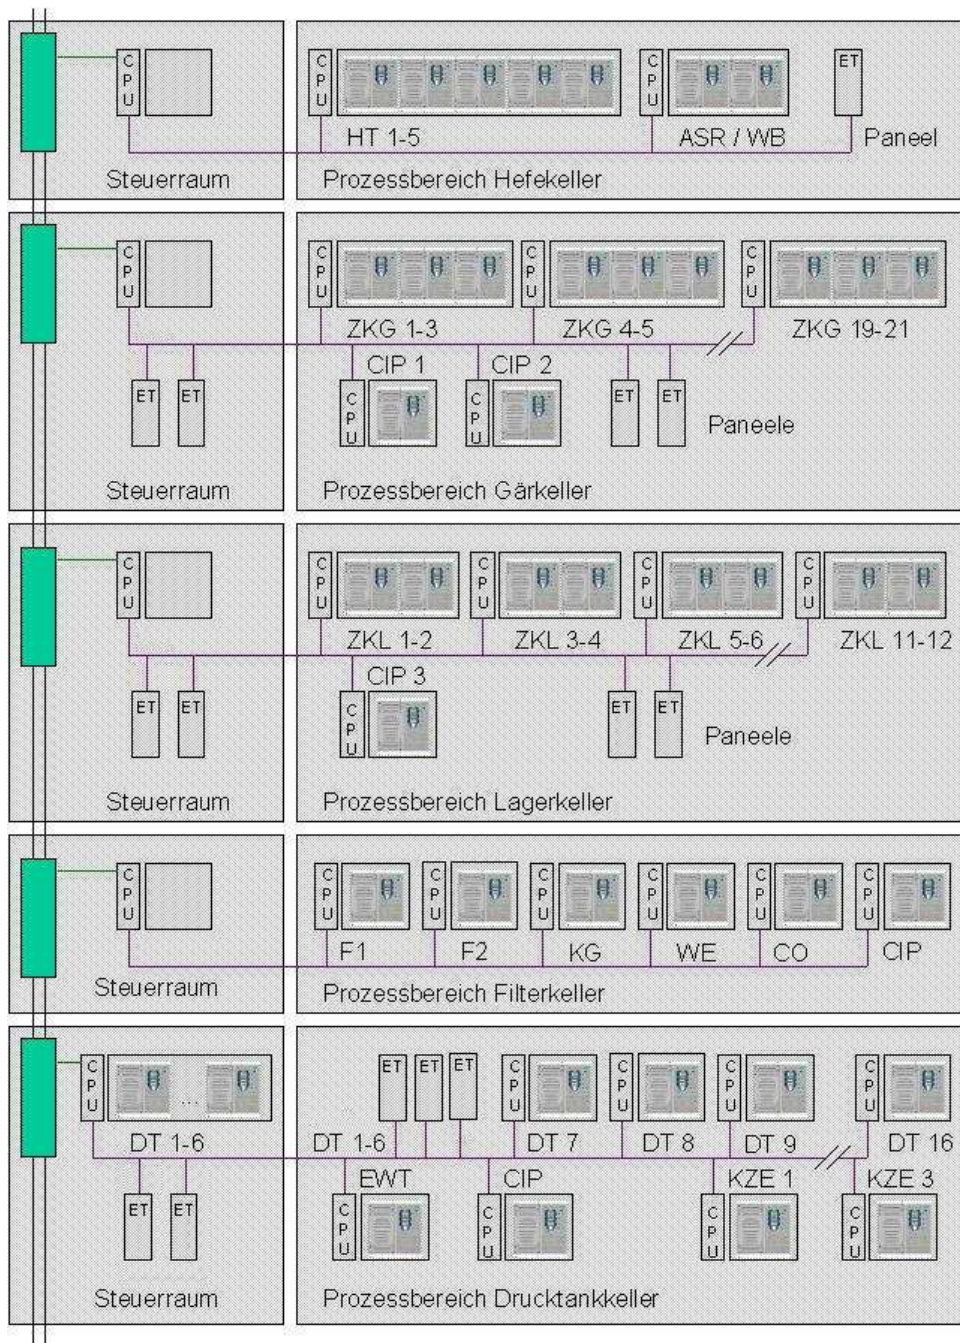 CPU CPU CPU ET
HT 1-5 ASR / WB Paneel
Steuerraum Prozessbereich Hefekeller
CPU CPU CPU CPU
ZKG 1-3 ZKG 4-5 ZKG 19-21
CIP 1 CIP 2
ET ET CPU CPU ET ET Paneele
Steuerraum Prozessbereich Gärkeller
CPU CPU CPU CPU CPU
ZKL 1-2 ZKL 3-4 ZKL 5-6 ZKL 11-12
CIP 3
ET ET CPU ET ET Paneele
Steuerraum Prozessbereich Lagerkeller
CPU CPU CPU CPU CPU CPU CPU
F1 F2 KG WE CO CIP
Steuerraum Prozessbereich Filterkeller
CPU ... ET ET ET CPU CPU CPU CPU
DT 1-6 DT 1-6 DT 7 DT 8 DT 9 DT 16
EWT CIP KZE 1 KZE 3
ET ET CPU CPU CPU CPU
Steuerraum Prozessbereich Drucktankkeller